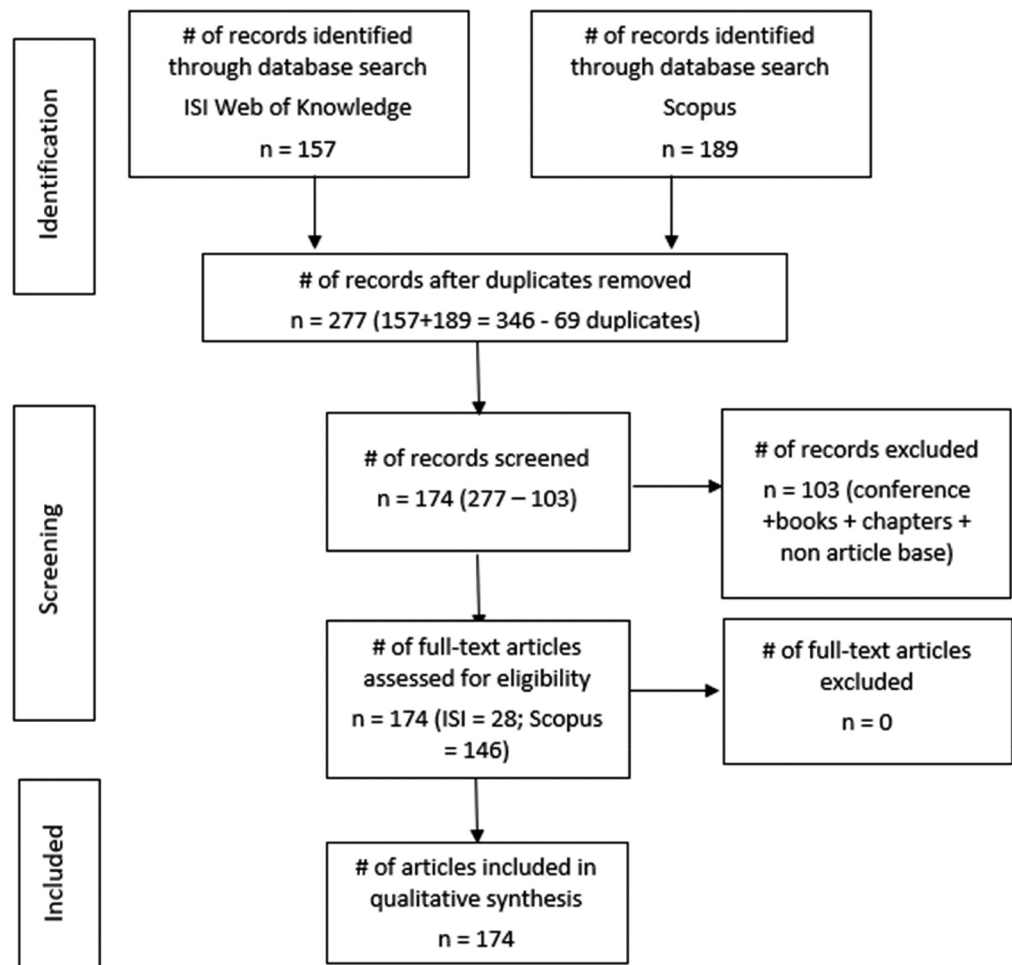 Identification
# of records identified
through database search
ISI Web of Knowledge
n = 157
# of records identified
through database search
Scopus
n = 189
# of records after duplicates removed
n = 277 (157+189 = 346 - 69 duplicates)
Screening
# of records screened
n = 174 (277 – 103)
# of records excluded
n = 103 (conference
+books + chapters +
non article base)
# of full-text articles
assessed for eligibility
n = 174 (ISI = 28; Scopus
= 146)
# of full-text articles
excluded
n = 0
Included
# of articles included in
qualitative synthesis
n = 174